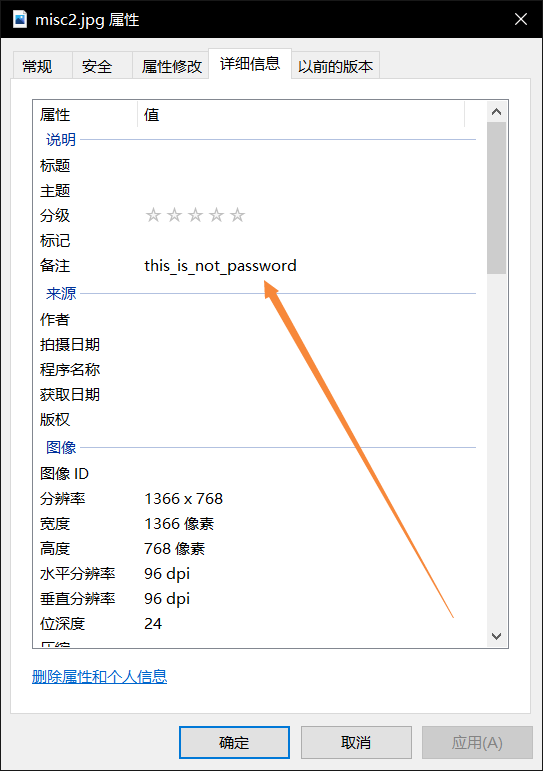 misc2.jpg 属性
常规 安全 属性修改 详细信息 以前的版本
属性 值
说明
标题
主题
分级
标记
备注 this_is_not_password
来源
作者
拍摄日期
程序名称
获取日期
版权
图像
图像 ID
分辨率 1366 x 768
宽度 1366 像素
高度 768 像素
水平分辨率 96 dpi
垂直分辨率 96 dpi
位深度 24
压缩
删除属性和个人信息
确定 取消 应用(A)